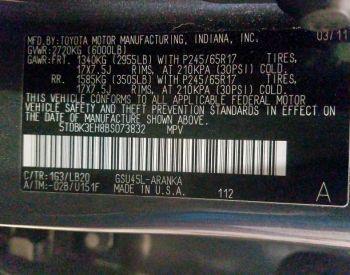 MFD. BY: TOYOTA MOTOR MANUFACTURING, INDIANA, INC. 03/11
GVWR: 2720KG (6000LB)
GAWR: FRT. 1340KG (2955LB) WITH P245/65R17 TIRES,
17X7.5J RIMS, AT 210KPA (30PSI) COLD
RR. 1585KG (3505LB) WITH P245/65R17 TIRES,
17X7.5J RIMS, AT 210KPA (30PSI) COLD
THIS VEHICLE CONFORMS TO ALL APPLICABLE FEDERAL MOTOR
VEHICLE SAFETY AND THEFT PREVENTION STANDARDS IN EFFECT ON
THE DATE OF MANUFACTURE SHOWN ABOVE.
5TDBK3EH8BS073832 MPV
C/TR: 1G3/LB20 GSU45L-ARANKA
A/TM: -02B/U151F MADE IN U.S.A. 112 A